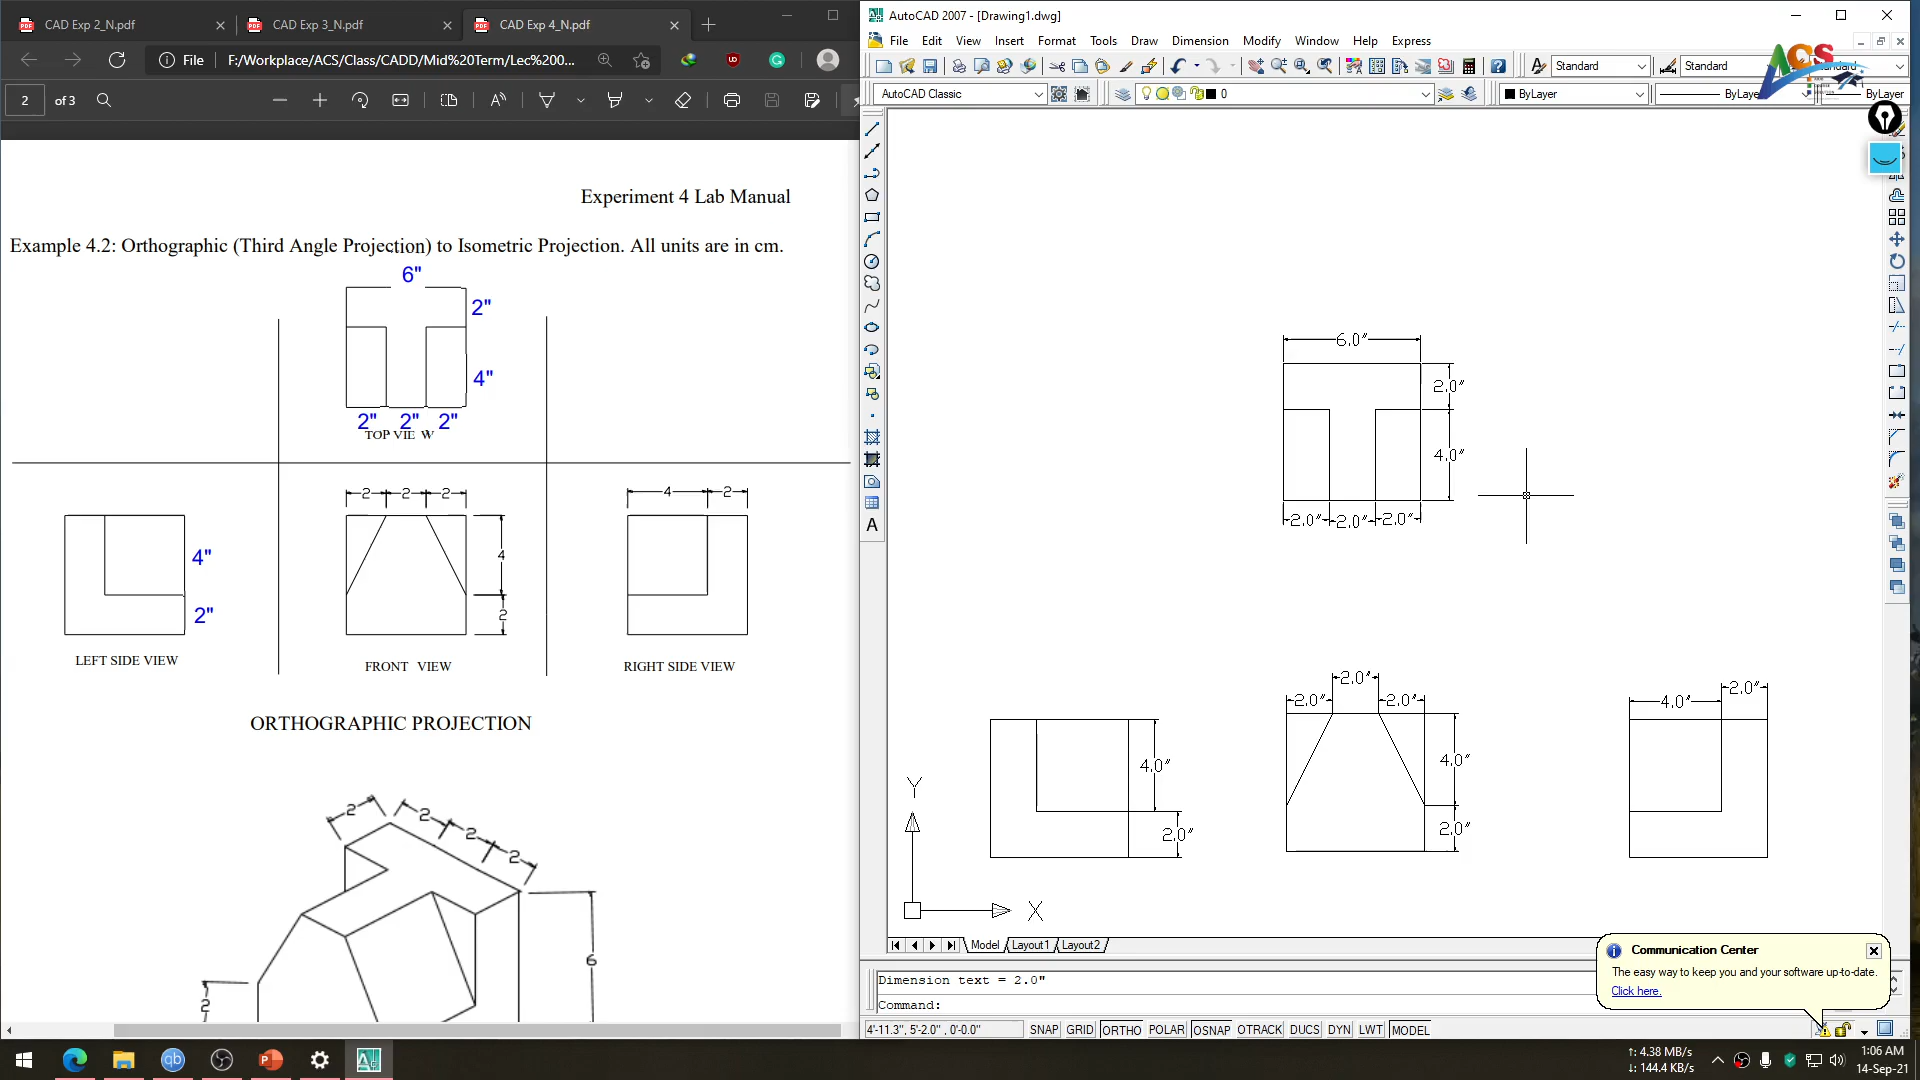 CAD Exp 2_N.pdf
CAD Exp 3_N.pdf
CAD Exp 4_N.pdf
File
F:/Workplace/ACS/Class/CADD/Mid%20Term/Lec%200...
2
of 3
Experiment 4 Lab Manual
Example 4.2: Orthographic (Third Angle Projection) to Isometric Projection. All units are in cm.
6"
2"
4"
2" 2" 2"
TOP VIE W
4"
2"
LEFT SIDE VIEW
2 2 2
4
2
FRONT VIEW
4 2
RIGHT SIDE VIEW
ORTHOGRAPHIC PROJECTION
2
2
2
2
6
2
AutoCAD 2007 - [Drawing1.dwg]
File Edit View Insert Format Tools Draw Dimension Modify Window Help Express
Standard
Standard
Standard
ACS
AutoCAD Classic
0
ByLayer
ByLaye
ByLayer
A
6.0"
2.0"
4.0"
2.0" 2.0" 2.0"
4.0"
2.0"
2.0"
2.0" 2.0"
4.0"
2.0"
4.0" 2.0"
Y
X
Model Layout1 Layout2
Dimension text = 2.0"
Command:
4'-11.3", 5'-2.0" , 0'-0.0"
SNAP GRID ORTHO POLAR OSNAP OTRACK DUCS DYN LWT MODEL
Communication Center
The easy way to keep you and your software up-to-date.
Click here.
↑: 4.38 MB/s
↓: 144.4 KB/s
1:06 AM
14-Sep-21